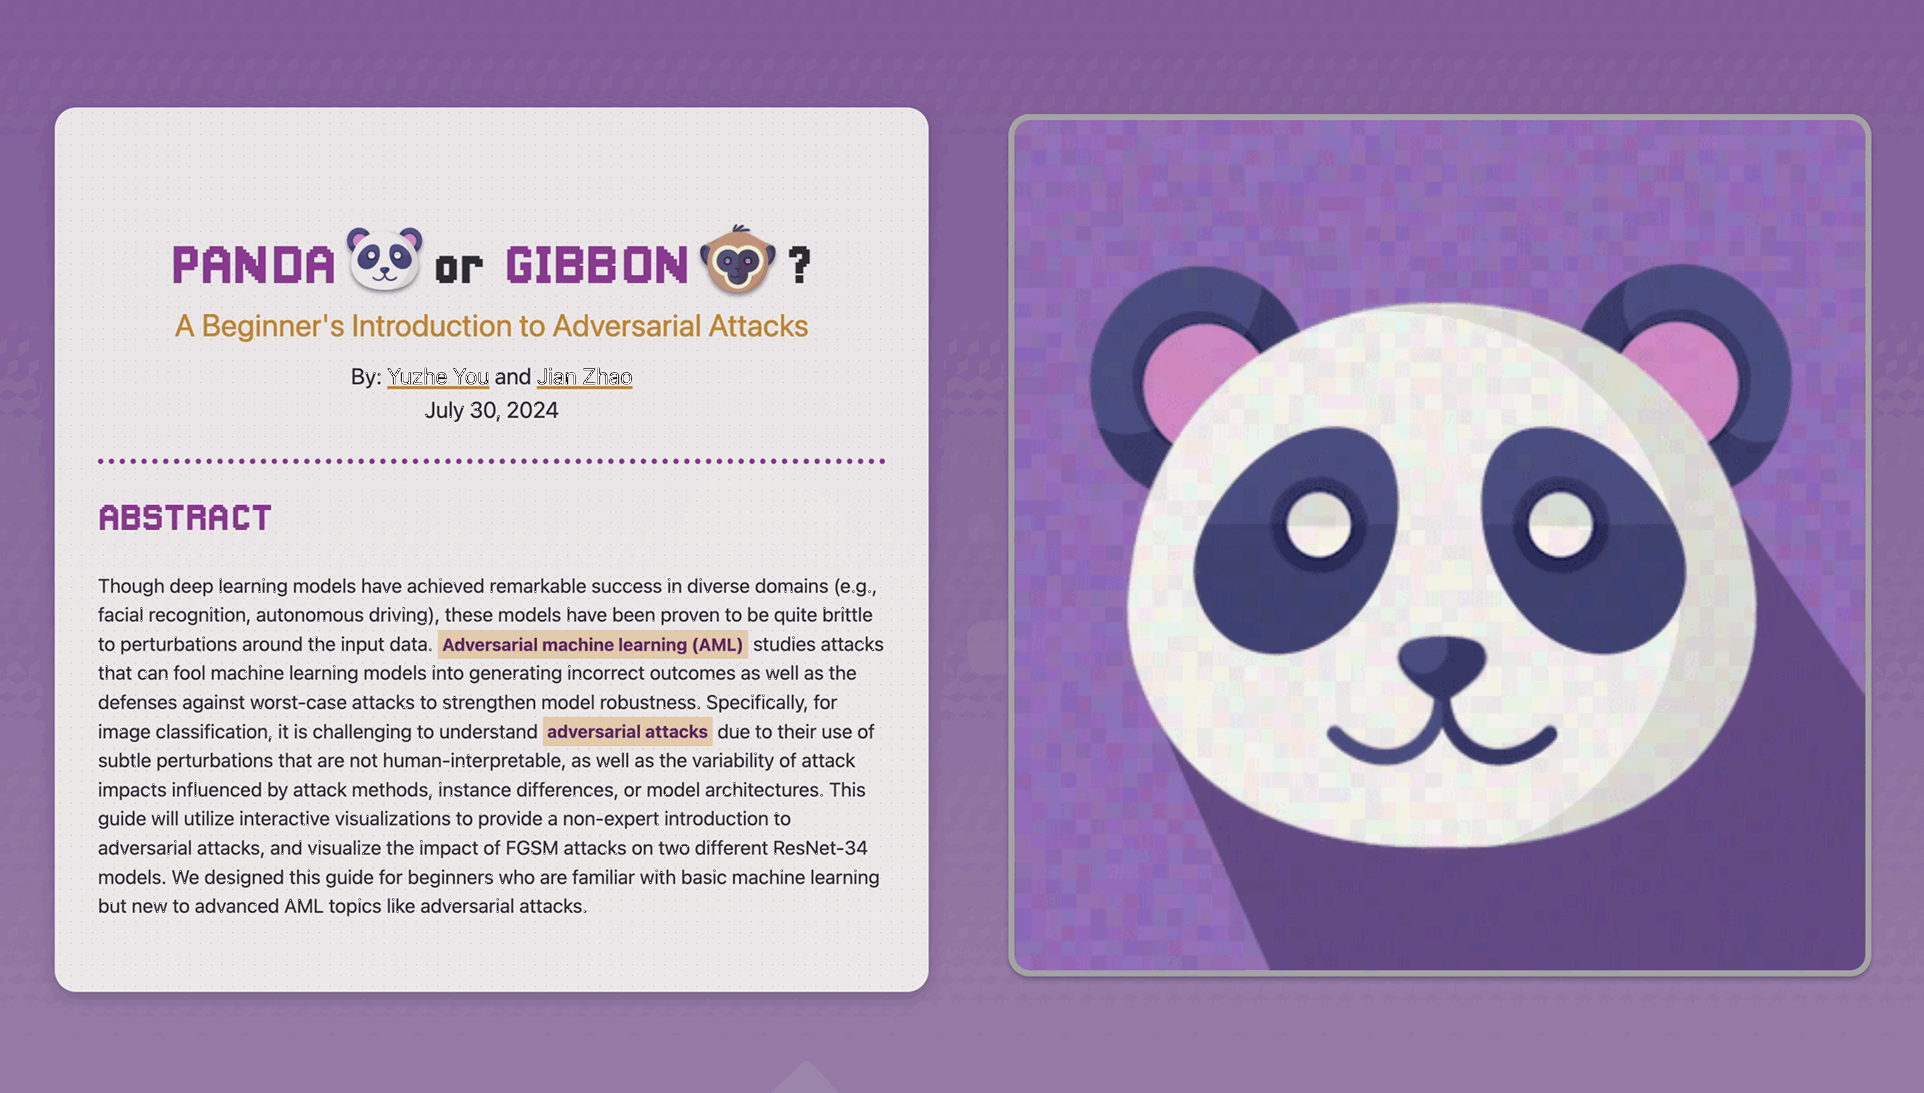 PANDA or GIBBON ?
A Beginner's Introduction to Adversarial Attacks
By: Yuzhe You and Jian Zhao
July 30, 2024
ABSTRACT
Though deep learning models have achieved remarkable success in diverse domains (e.g.,
facial recognition, autonomous driving), these models have been proven to be quite brittle
to perturbations around the input data. Adversarial machine learning (AML) studies attacks
that can fool machine learning models into generating incorrect outcomes as well as the
defenses against worst-case attacks to strengthen model robustness. Specifically, for
image classification, it is challenging to understand adversarial attacks due to their use of
subtle perturbations that are not human-interpretable, as well as the variability of attack
impacts influenced by attack methods, instance differences, or model architectures. This
guide will utilize interactive visualizations to provide a non-expert introduction to
adversarial attacks, and visualize the impact of FGSM attacks on two different ResNet-34
models. We designed this guide for beginners who are familiar with basic machine learning
but new to advanced AML topics like adversarial attacks.